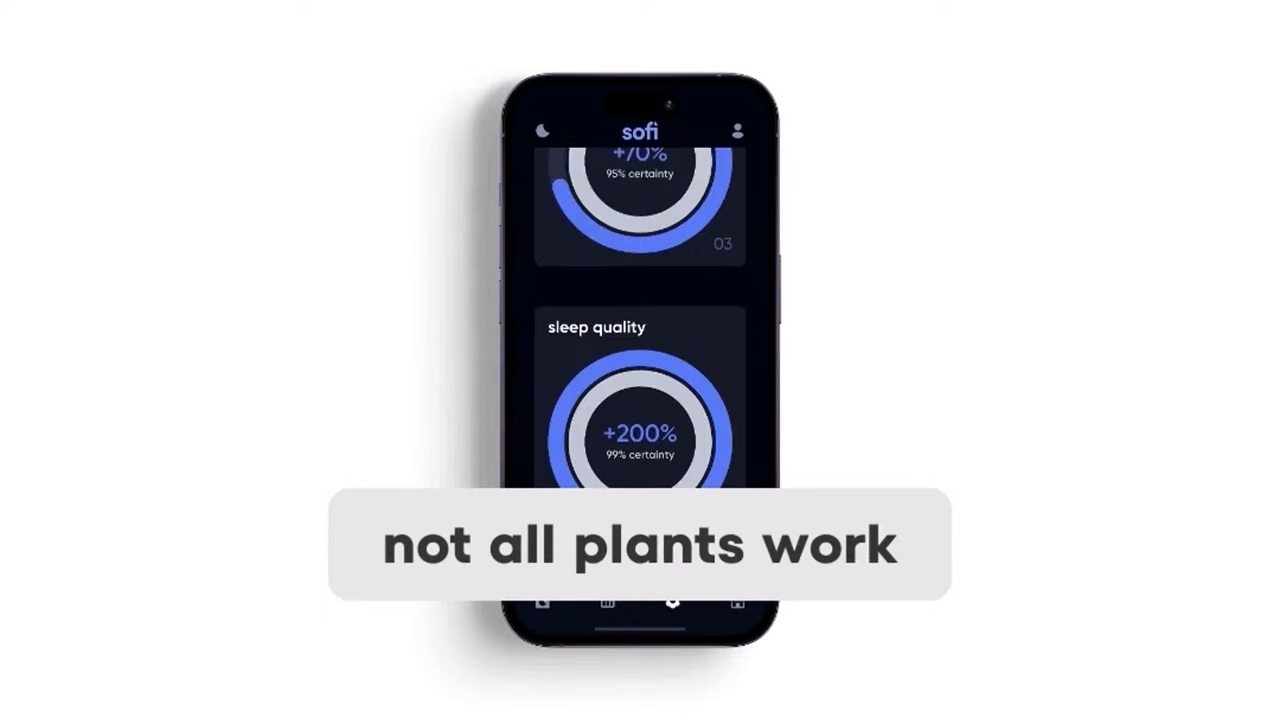 sofi
+70%
95% certainty
03
sleep quality
+200%
99% certainty
not all plants work